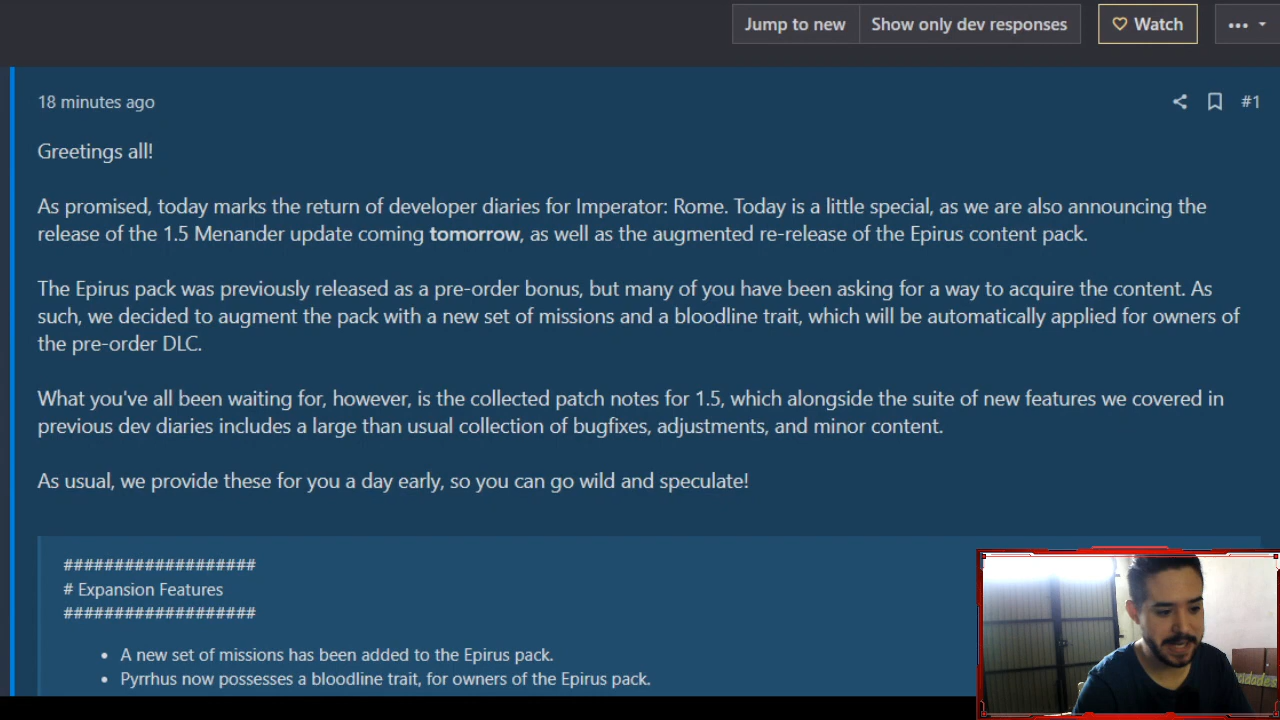 Jump to new Show only dev responses Watch
18 minutes ago #1
Greetings all!
As promised, today marks the return of developer diaries for Imperator: Rome. Today is a little special, as we are also announcing the
release of the 1.5 Menander update coming tomorrow, as well as the augmented re-release of the Epirus content pack.
The Epirus pack was previously released as a pre-order bonus, but many of you have been asking for a way to acquire the content. As
such, we decided to augment the pack with a new set of missions and a bloodline trait, which will be automatically applied for owners of
the pre-order DLC.
What you've all been waiting for, however, is the collected patch notes for 1.5, which alongside the suite of new features we covered in
previous dev diaries includes a large than usual collection of bugfixes, adjustments, and minor content.
As usual, we provide these for you a day early, so you can go wild and speculate!
###################
# Expansion Features
###################
• A new set of missions has been added to the Epirus pack.
• Pyrrhus now possesses a bloodline trait, for owners of the Epirus pack.